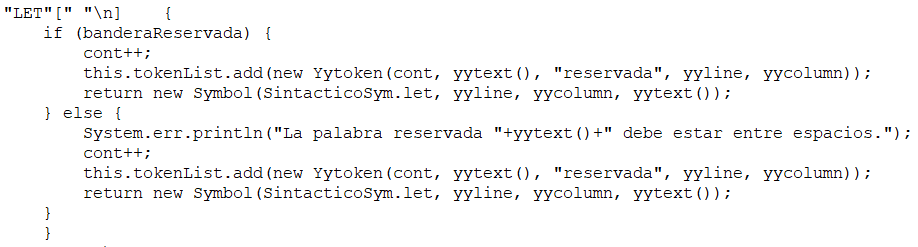 "LET"[" "\n]    {
    if (banderaReservada) {
        cont++;
        this.tokenList.add(new Yytoken(cont, yytext(), "reservada", yyline, yycolumn));
        return new Symbol(SintacticoSym.let, yyline, yycolumn, yytext());
    } else {
        System.err.println("La palabra reservada "+yytext()+" debe estar entre espacios.");
        cont++;
        this.tokenList.add(new Yytoken(cont, yytext(), "reservada", yyline, yycolumn));
        return new Symbol(SintacticoSym.let, yyline, yycolumn, yytext());
    }
    }